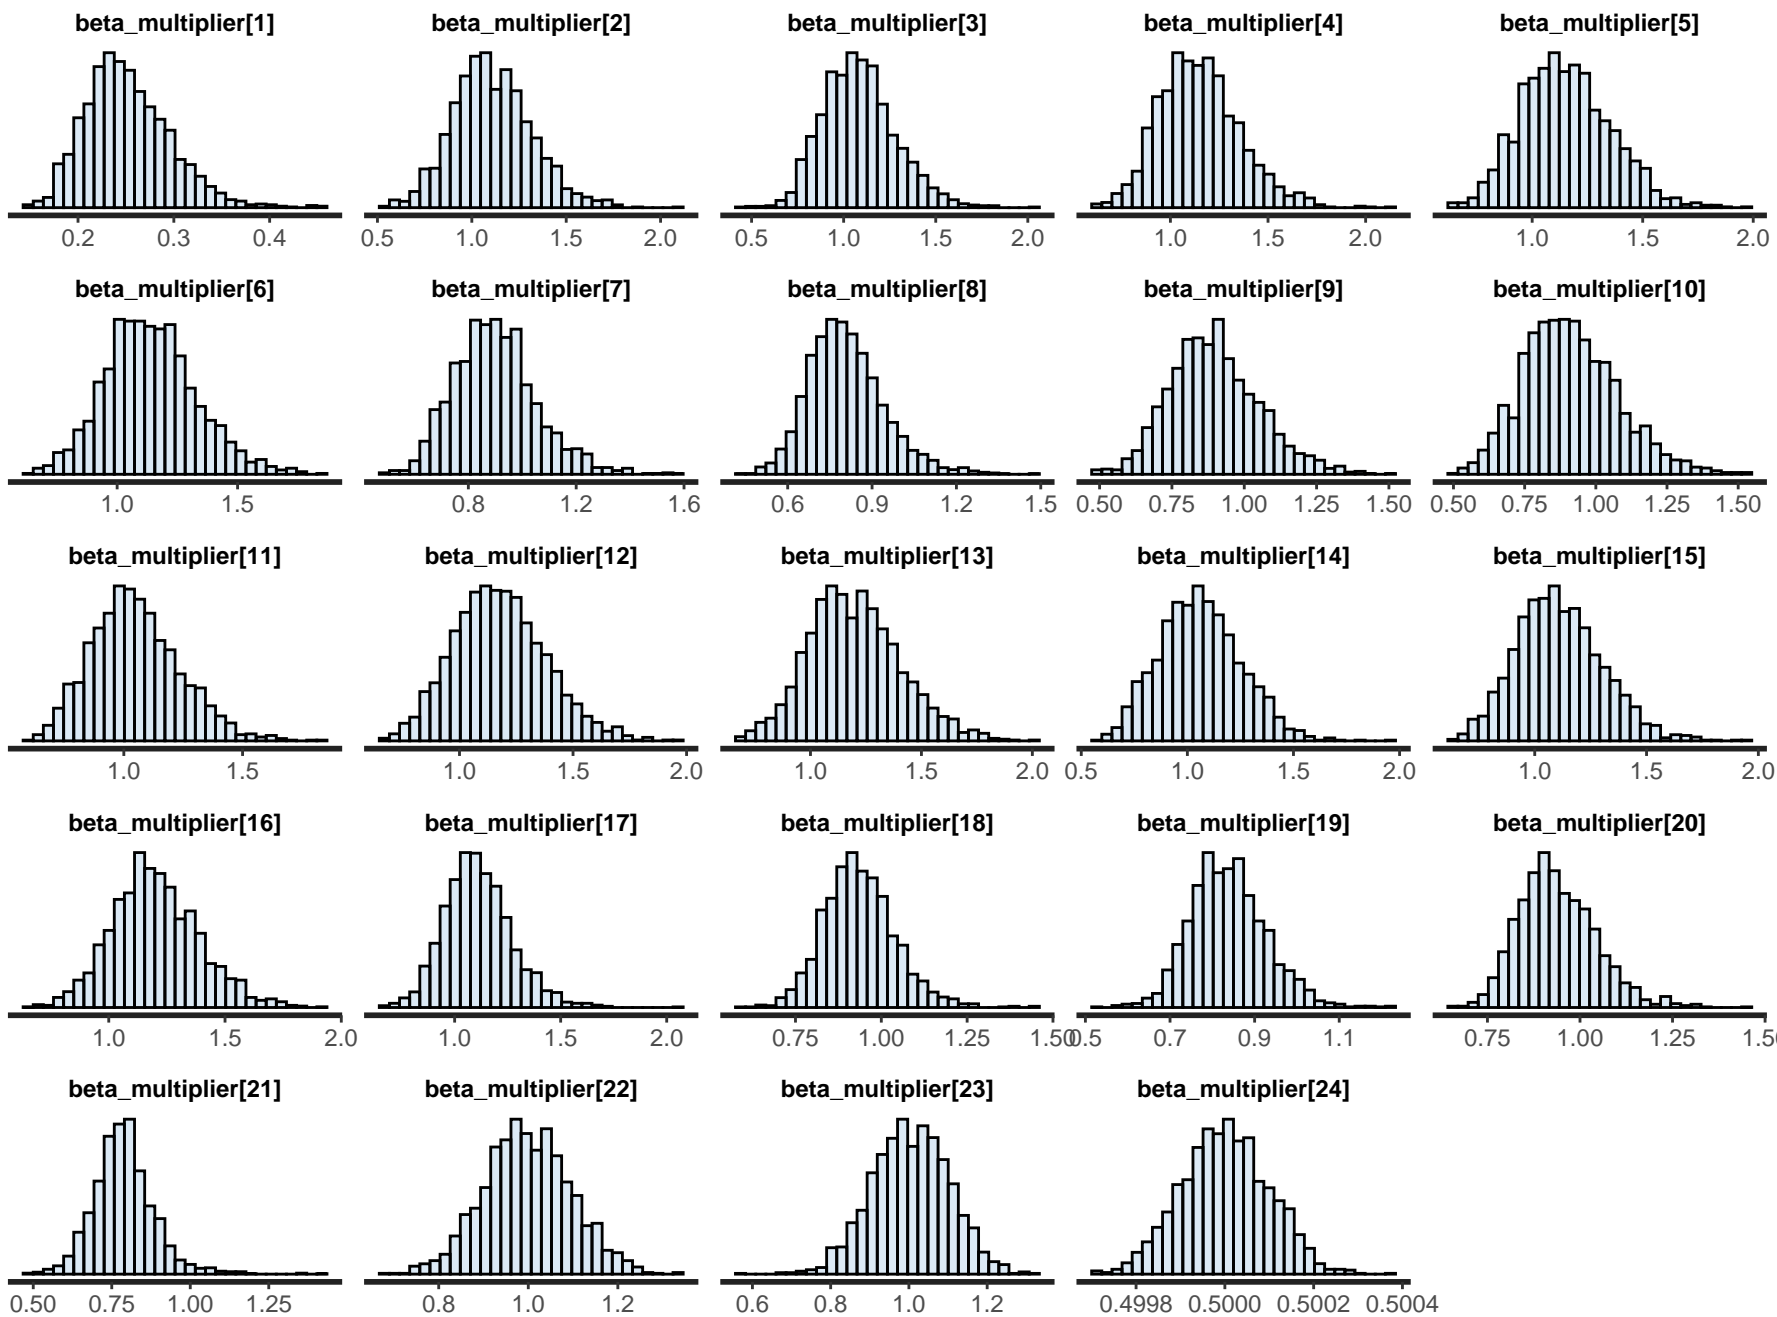 beta_multiplier[1] beta_multiplier[2] beta_multiplier[3] beta_multiplier[4] beta_multiplier[5]
0.2 0.3 0.4 0.5 1.0 1.5 2.0 0.5 1.0 1.5 2.0 1.0 1.5 2.0 1.0 1.5 2.0
beta_multiplier[6] beta_multiplier[7] beta_multiplier[8] beta_multiplier[9] beta_multiplier[10]
1.0 1.5 0.8 1.2 1.6 0.6 0.9 1.2 1.5 0.50 0.75 1.00 1.25 1.50 0.50 0.75 1.00 1.25 1.50
beta_multiplier[11] beta_multiplier[12] beta_multiplier[13] beta_multiplier[14] beta_multiplier[15]
1.0 1.5 1.0 1.5 2.0 1.0 1.5 2.0 0.5 1.0 1.5 2.0 1.0 1.5 2.0
beta_multiplier[16] beta_multiplier[17] beta_multiplier[18] beta_multiplier[19] beta_multiplier[20]
1.0 1.5 2.0 1.0 1.5 2.0 0.75 1.00 1.25 1.50 0.5 0.7 0.9 1.1 0.75 1.00 1.25
beta_multiplier[21] beta_multiplier[22] beta_multiplier[23] beta_multiplier[24]
0.50 0.75 1.00 1.25 0.8 1.0 1.2 0.6 0.8 1.0 1.2 0.4998 0.5000 0.5002 0.5004